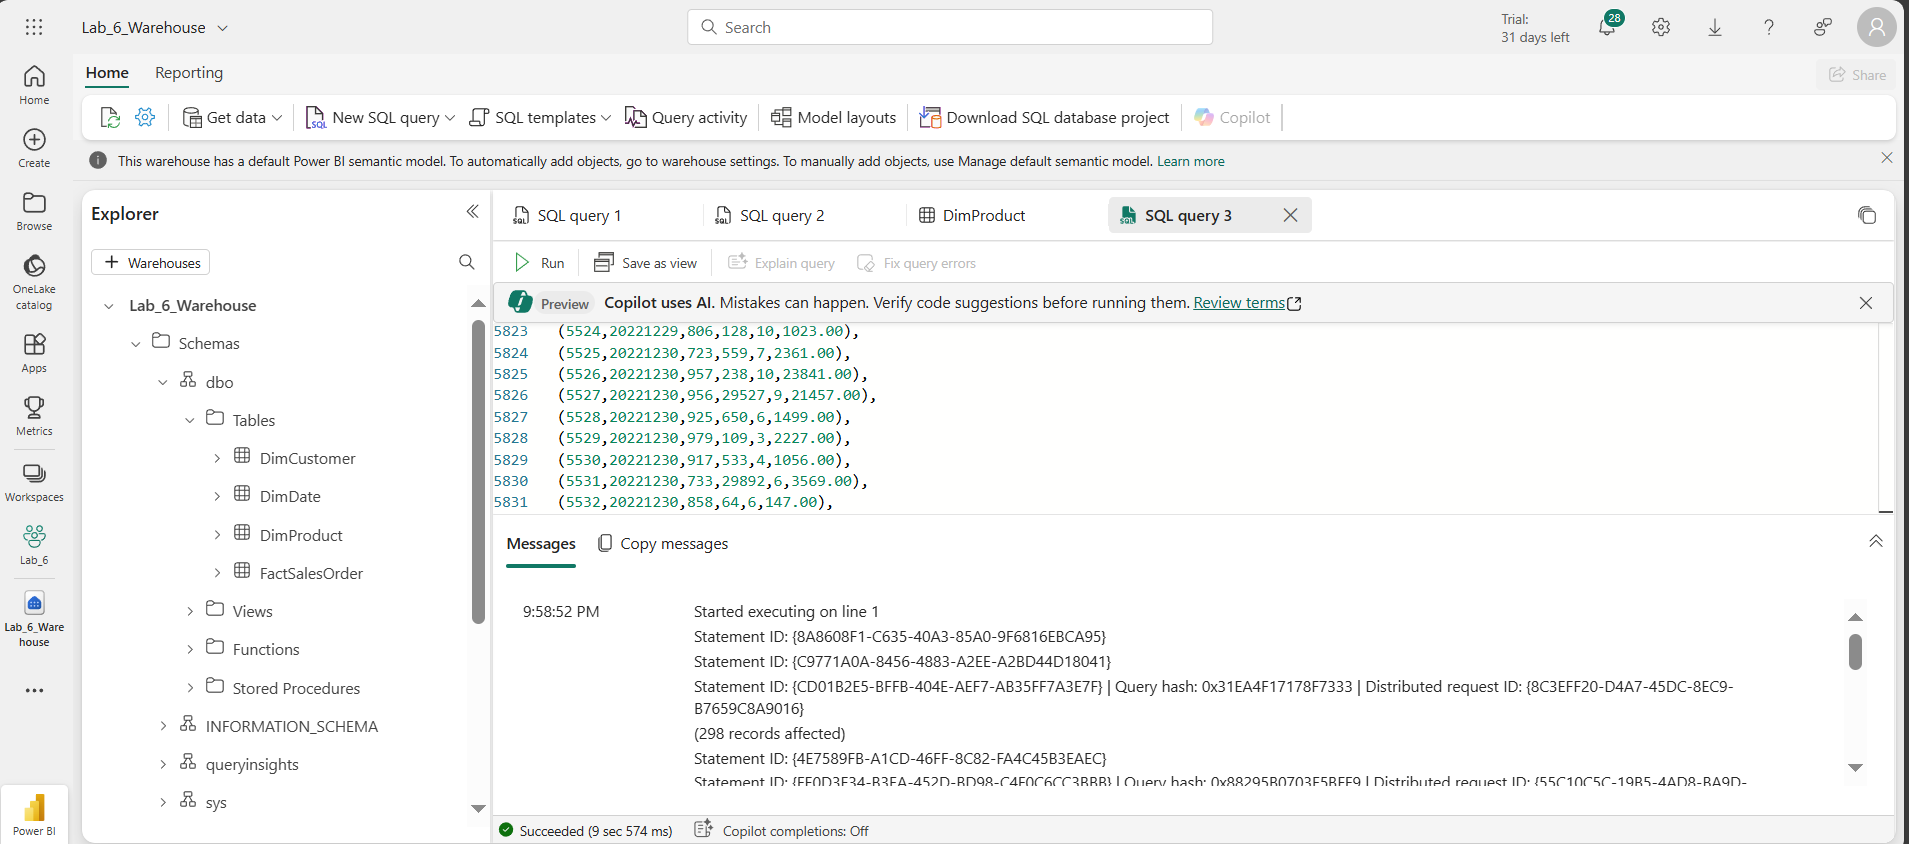 Lab_6_Warehouse
Search
Trial:
31 days left
28
Home
Reporting
Share
Get data
New SQL query
SQL templates
Query activity
Model layouts
Download SQL database project
Copilot
This warehouse has a default Power BI semantic model. To automatically add objects, go to warehouse settings. To manually add objects, use Manage default semantic model. Learn more
Home
Create
Browse
OneLake
catalog
Apps
Metrics
Workspaces
Lab_6
Lab_6_Ware
house
Power BI
Explorer
Warehouses
Lab_6_Warehouse
Schemas
dbo
Tables
DimCustomer
DimDate
DimProduct
FactSalesOrder
Views
Functions
Stored Procedures
INFORMATION_SCHEMA
queryinsights
sys
SQL query 1
SQL query 2
DimProduct
SQL query 3
Run
Save as view
Explain query
Fix query errors
Preview Copilot uses AI. Mistakes can happen. Verify code suggestions before running them. Review terms
5823 (5524,20221229,806,128,10,1023.00),
5824 (5525,20221230,723,559,7,2361.00),
5825 (5526,20221230,957,238,10,23841.00),
5826 (5527,20221230,956,29527,9,21457.00),
5827 (5528,20221230,925,650,6,1499.00),
5828 (5529,20221230,979,109,3,2227.00),
5829 (5530,20221230,917,533,4,1056.00),
5830 (5531,20221230,733,29892,6,3569.00),
5831 (5532,20221230,858,64,6,147.00),
Messages
Copy messages
9:58:52 PM
Started executing on line 1
Statement ID: {8A8608F1-C635-40A3-85A0-9F6816EBCA95}
Statement ID: {C9771A0A-8456-4883-A2EE-A2BD44D18041}
Statement ID: {CD01B2E5-BFFB-404E-AEF7-AB35FF7A3E7F} | Query hash: 0x31EA4F17178F7333 | Distributed request ID: {8C3EFF20-D4A7-45DC-8EC9-
B7659C8A9016}
(298 records affected)
Statement ID: {4E7589FB-A1CD-46FF-8C82-FA4C45B3EAEC}
Statement ID: | Query hash: 0x88295B0703F5BFF9 | Distributed request ID: {55C10C5C-19B5-4AD8-BA9D-
Succeeded (9 sec 574 ms)
Copilot completions: Off